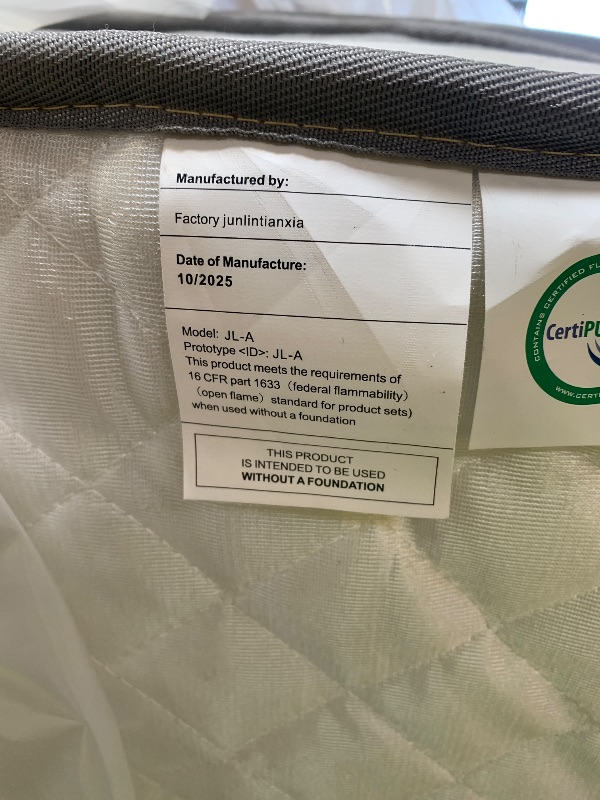 Manufactured by:
Factory junlintianxia
Date of Manufacture:
10/2025
Model: JL-A
Prototype <ID>: JL-A
This product meets the requirements of
16 CFR part 1633（federal flammability）
（open flame）standard for product sets)
when used without a foundation
THIS PRODUCT
IS INTENDED TO BE USED
WITHOUT A FOUNDATION
CONTAINS CERTIFIED
CertiPU